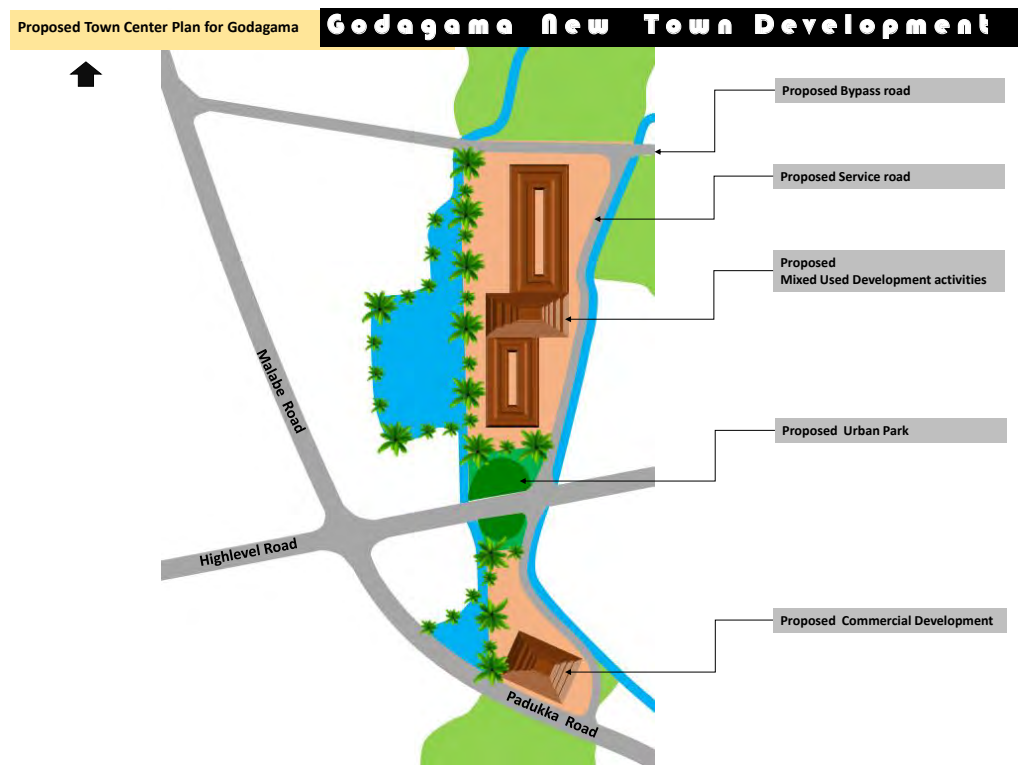 Proposed Town Center Plan for Godagama
Godagama New Town Development
Proposed Bypass road
Proposed Service road
Proposed
Mixed Used Development activities
Malabe Road
Proposed Urban Park
Highlevel Road
Proposed Commercial Development
Padukka Road